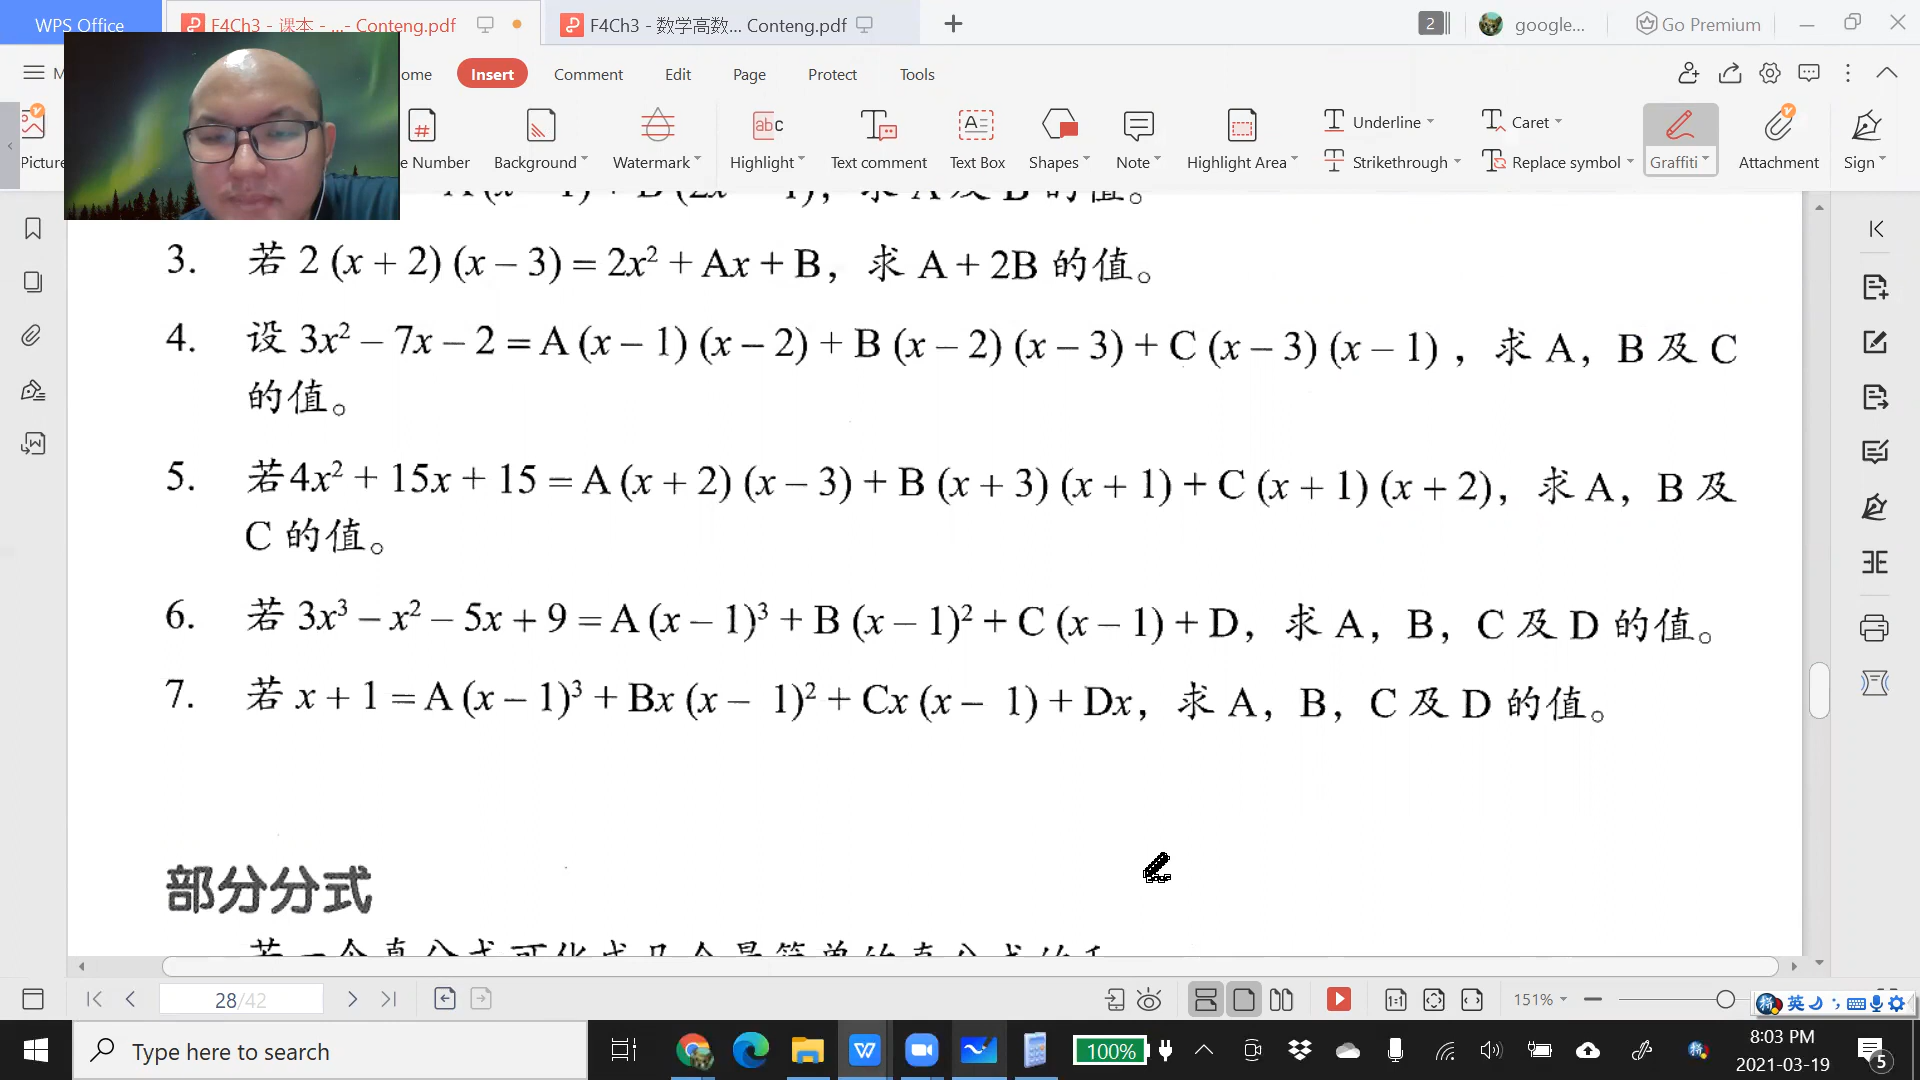 WPS Office
F4Ch3 - 课本 - ...- Conteng.pdf
F4Ch3 - 数学高数... Conteng.pdf
2
google...
Go Premium
Insert
Comment
Edit
Page
Protect
Tools
Picture
Background
Watermark
Highlight
Text comment
Text Box
Shapes
Note
Highlight Area
Underline
Strikethrough
Caret
Replace symbol
Graffiti
Attachment
Sign
3. 若 2 (x + 2) (x – 3) = 2x² + Ax + B, 求 A + 2B 的值。
4. 设 3x² – 7x – 2 = A (x – 1) (x – 2) + B (x – 2) (x – 3) + C (x – 3) (x – 1) , 求 A, B 及 C
的值。
5. 若4x² + 15x + 15 = A (x + 2) (x – 3) + B (x + 3) (x + 1) + C (x + 1) (x + 2), 求 A, B 及
C 的值。
6. 若 3x³ – x² – 5x + 9 = A (x – 1)³ + B (x – 1)² + C (x – 1) + D, 求 A, B, C 及 D 的值。
7. 若 x + 1 = A (x – 1)³ + Bx (x – 1)² + Cx (x – 1) + Dx, 求 A, B, C 及 D 的值。
部分分式
28/42
151%
英
Type here to search
100%
8:03 PM
2021-03-19
5